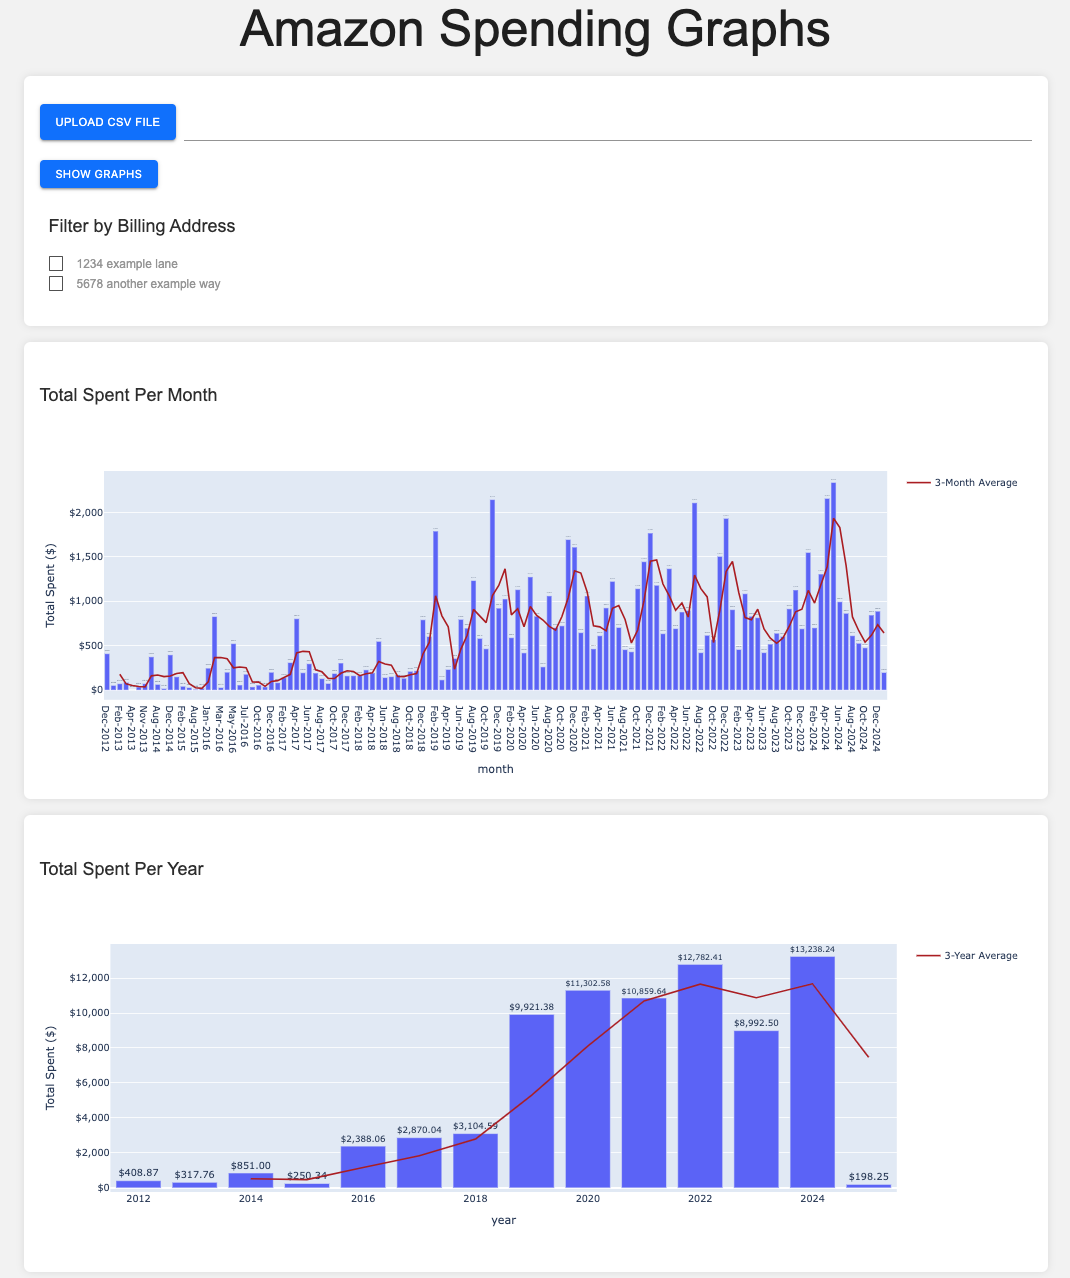 Amazon Spending Graphs
UPLOAD CSV FILE
SHOW GRAPHS
Filter by Billing Address
1234 example lane
5678 another example way
Total Spent Per Month
3-Month Average
$2,000
$1,500
$1,000
$500
$0
Total Spent ($)
Dec-2012
Feb-2013
Apr-2013
Nov-2013
Aug-2014
Dec-2014
Feb-2015
Aug-2015
Jan-2016
Mar-2016
May-2016
Jul-2016
Oct-2016
Dec-2016
Feb-2017
Apr-2017
Jun-2017
Aug-2017
Oct-2017
Dec-2017
Feb-2018
Apr-2018
Jun-2018
Aug-2018
Oct-2018
Dec-2018
Feb-2019
Apr-2019
Jun-2019
Aug-2019
Oct-2019
Dec-2019
Feb-2020
Apr-2020
Jun-2020
Aug-2020
Oct-2020
Dec-2020
Feb-2021
Apr-2021
Jun-2021
Aug-2021
Oct-2021
Dec-2021
Feb-2022
Apr-2022
Jun-2022
Aug-2022
Oct-2022
Dec-2022
Feb-2023
Apr-2023
Jun-2023
Aug-2023
Oct-2023
Dec-2023
Feb-2024
Apr-2024
Jun-2024
Aug-2024
Oct-2024
Dec-2024
month
Total Spent Per Year
3-Year Average
$12,000
$10,000
$8,000
$6,000
$4,000
$2,000
$0
Total Spent ($)
$408.87
$317.76
$851.00
$250.34
$2,388.06
$2,870.04
$3,104.59
$9,921.38
$11,302.58
$10,859.64
$12,782.41
$8,992.50
$13,238.24
$198.25
2012
2014
2016
2018
2020
2022
2024
year